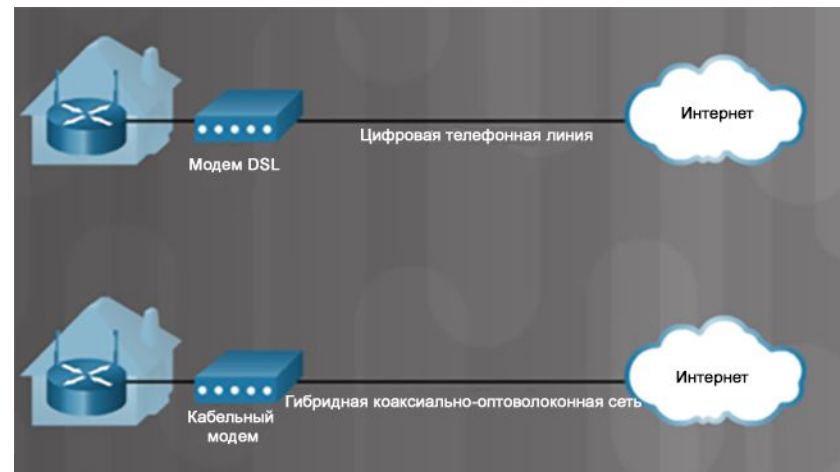 Интернет
Цифровая телефонная линия
Модем DSL
Интернет
Гибридная коаксиально-оптоволоконная сеть
Кабельный
модем